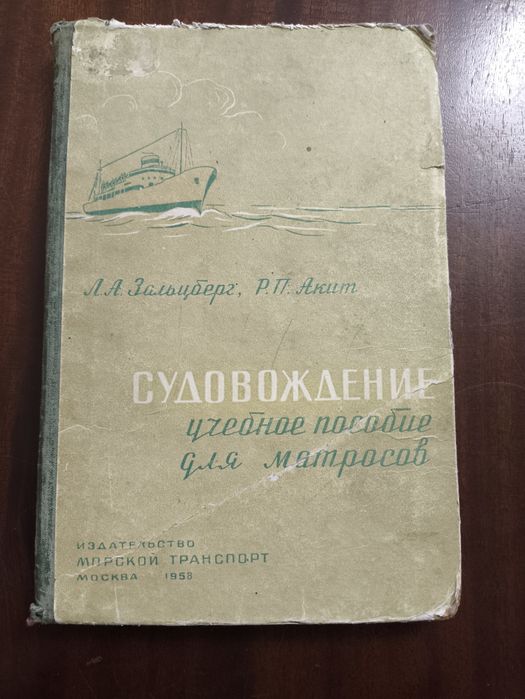 Л.А. Зальцберг, Р.П. Акит
СУДОВОЖДЕНИЕ
учебное пособие
для матросов
ИЗДАТЕЛЬСТВО
МОРСКОЙ ТРАНСПОРТ
МОСКВА 1958